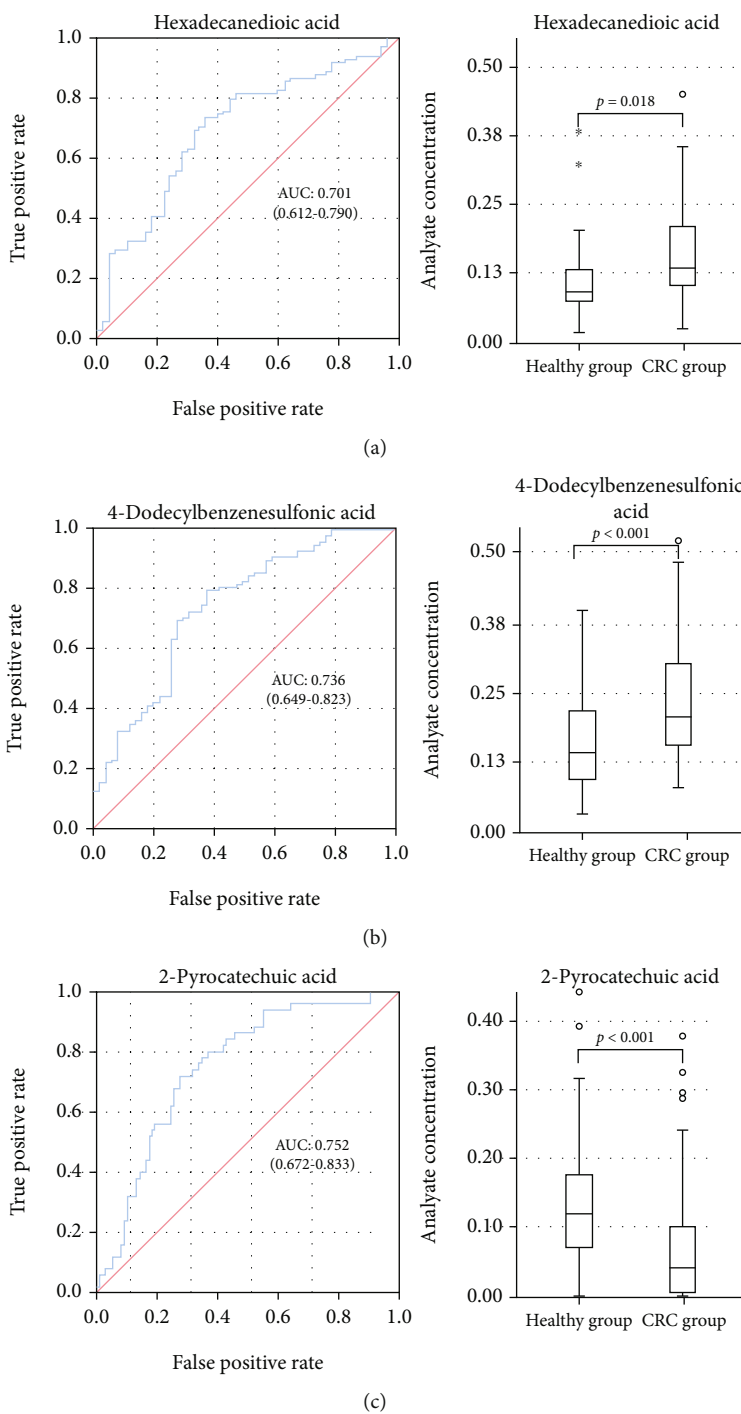 Hexadecanedioic acid
1.0
0.8
0.6
0.4
0.2
0.0
True positive rate
AUC: 0.701
(0.612-0.790)
0.0 0.2 0.4 0.6 0.8 1.0
False positive rate
Hexadecanedioic acid
0.50
0.38
0.25
0.13
0.00
Analyate concentration
p = 0.018
*
*
Healthy group CRC group
(a)
4-Dodecylbenzenesulfonic acid
1.0
0.8
0.6
0.4
0.2
0.0
True positive rate
AUC: 0.736
(0.649-0.823)
0.0 0.2 0.4 0.6 0.8 1.0
False positive rate
4-Dodecylbenzenesulfonic
acid
0.50
0.38
0.25
0.13
0.00
Analyate concentration
p < 0.001
Healthy group CRC group
(b)
2-Pyrocatechuic acid
1.0
0.8
0.6
0.4
0.2
0.0
True positive rate
AUC: 0.752
(0.672-0.833)
0.0 0.2 0.4 0.6 0.8 1.0
False positive rate
2-Pyrocatechuic acid
0.40
0.30
0.20
0.10
0.00
Analyate concentration
p < 0.001
Healthy group CRC group
(c)